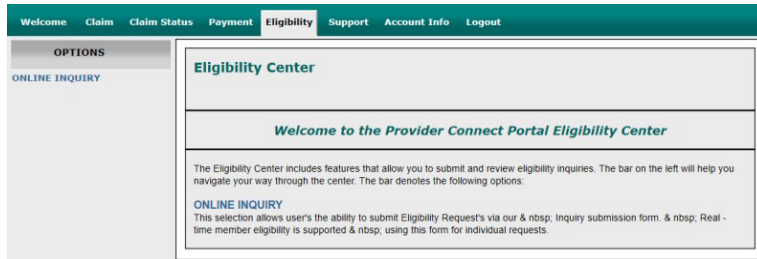 Welcome Claim Claim Status Payment Eligibility Support Account Info Logout
OPTIONS
ONLINE INQUIRY
Eligibility Center
Welcome to the Provider Connect Portal Eligibility Center
The Eligibility Center includes features that allow you to submit and review eligibility inquiries. The bar on the left will help you
navigate your way through the center. The bar denotes the following options:
ONLINE INQUIRY
This selection allows user's the ability to submit Eligibility Request's via our & nbsp; Inquiry submission form. & nbsp; Real -
time member eligibility is supported & nbsp; using this form for individual requests.